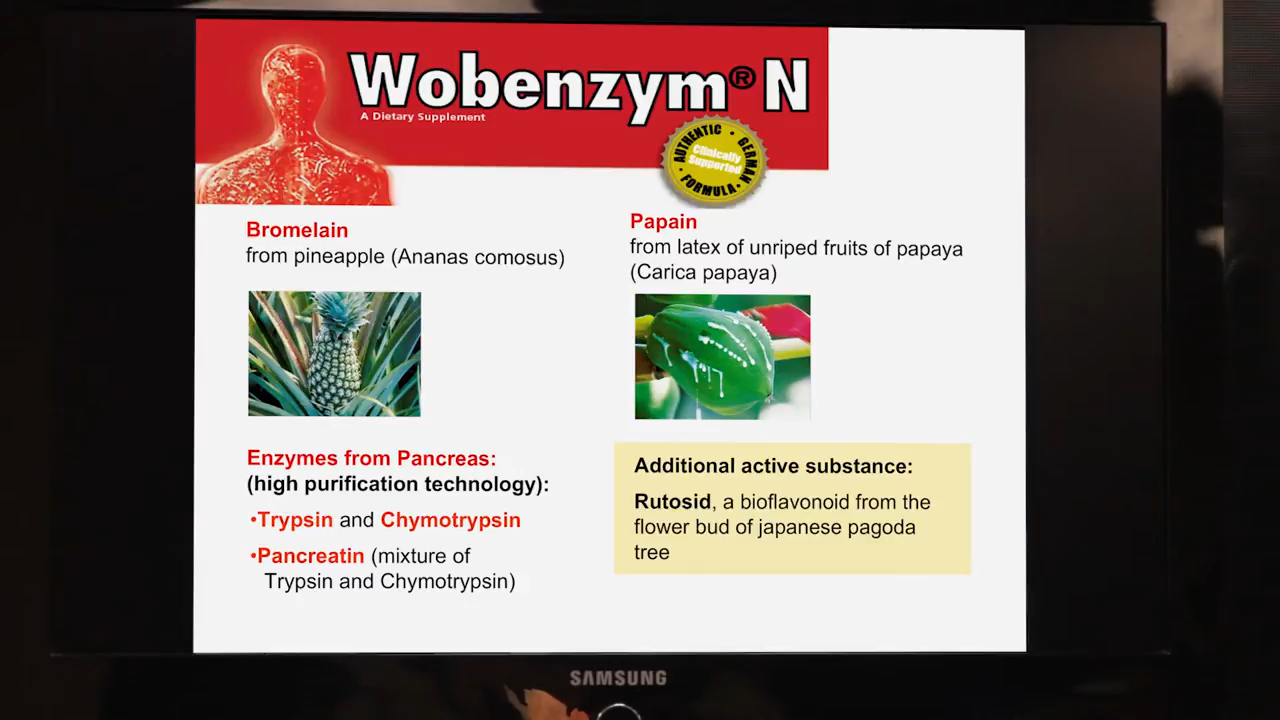 Wobenzym® N
A Dietary Supplement
AUTHENTIC • GERMAN
FORMULA •
Clinically
Supported
Bromelain
from pineapple (Ananas comosus)
Papain
from latex of unriped fruits of papaya
(Carica papaya)
Enzymes from Pancreas:
(high purification technology):
•Trypsin and Chymotrypsin
•Pancreatin (mixture of
Trypsin and Chymotrypsin)
Additional active substance:
Rutosid, a bioflavonoid from the
flower bud of japanese pagoda
tree
SAMSUNG